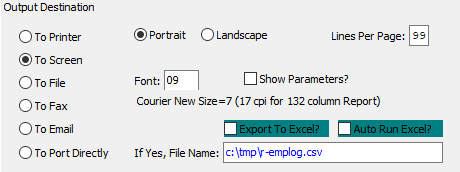 Output Destination
To Printer
Portrait Landscape Lines Per Page: 99
To Screen
To File Font: 09 Show Parameters?
To Fax Courier New Size=7 (17 cpi for 132 column Report)
To Email Export To Excel? Auto Run Excel?
To Port Directly If Yes, File Name: c:\tmp\r-emplog.csv